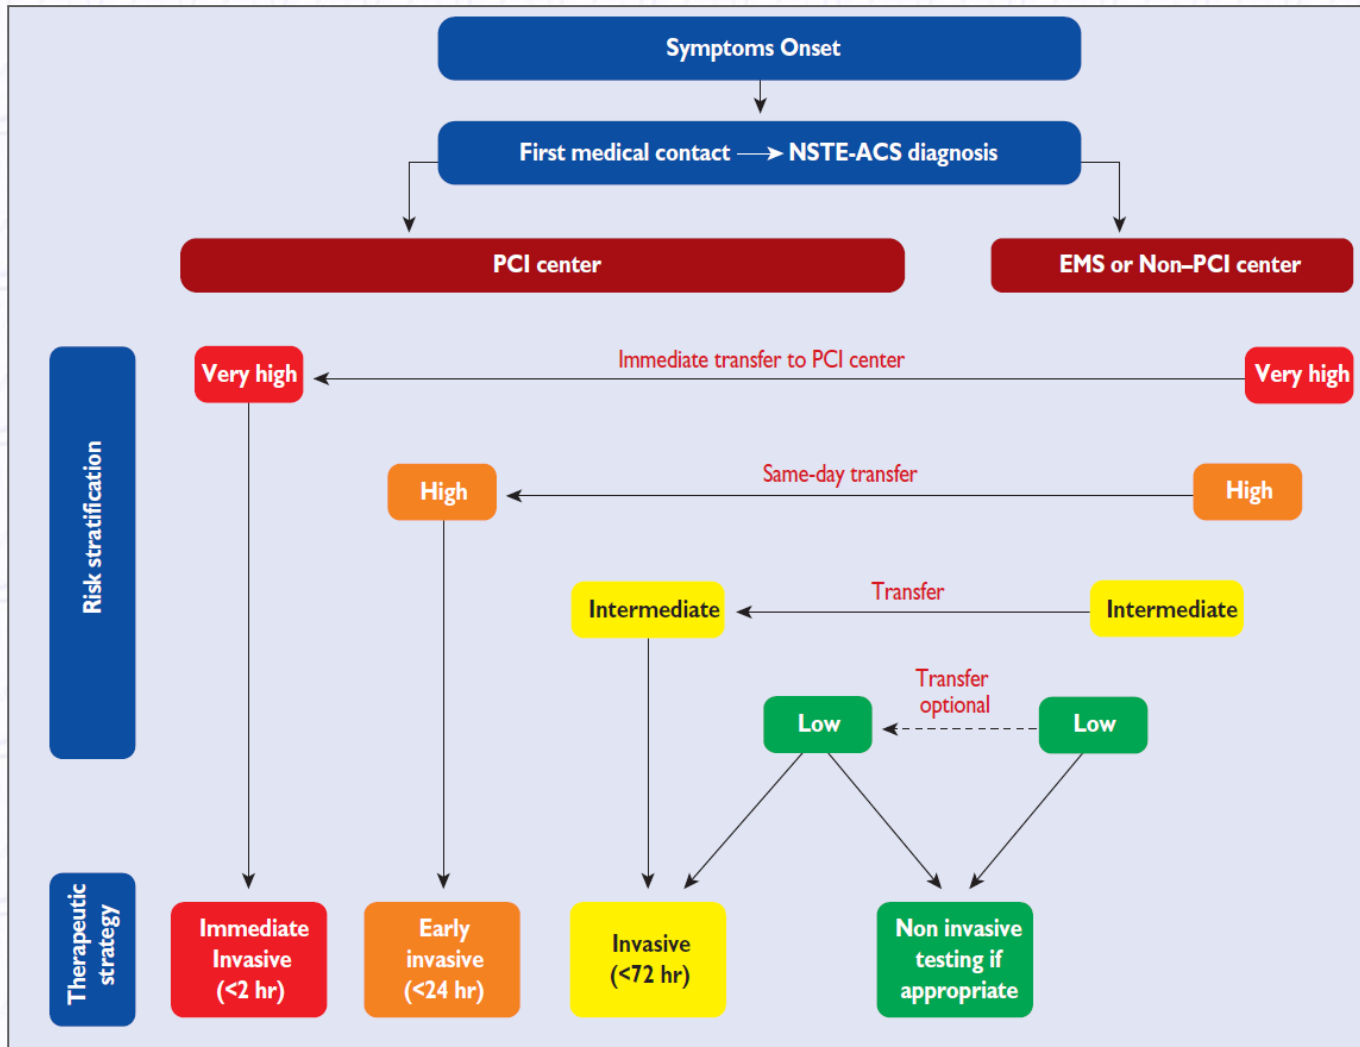 Symptoms Onset
First medical contact → NSTE-ACS diagnosis
PCI center
EMS or Non–PCI center
Risk stratification
Very high
Immediate transfer to PCI center
Very high
High
Same-day transfer
High
Intermediate
Transfer
Intermediate
Low
Transfer
optional
Low
Therapeutic
strategy
Immediate
Invasive
(<2 hr)
Early
invasive
(<24 hr)
Invasive
(<72 hr)
Non invasive
testing if
appropriate